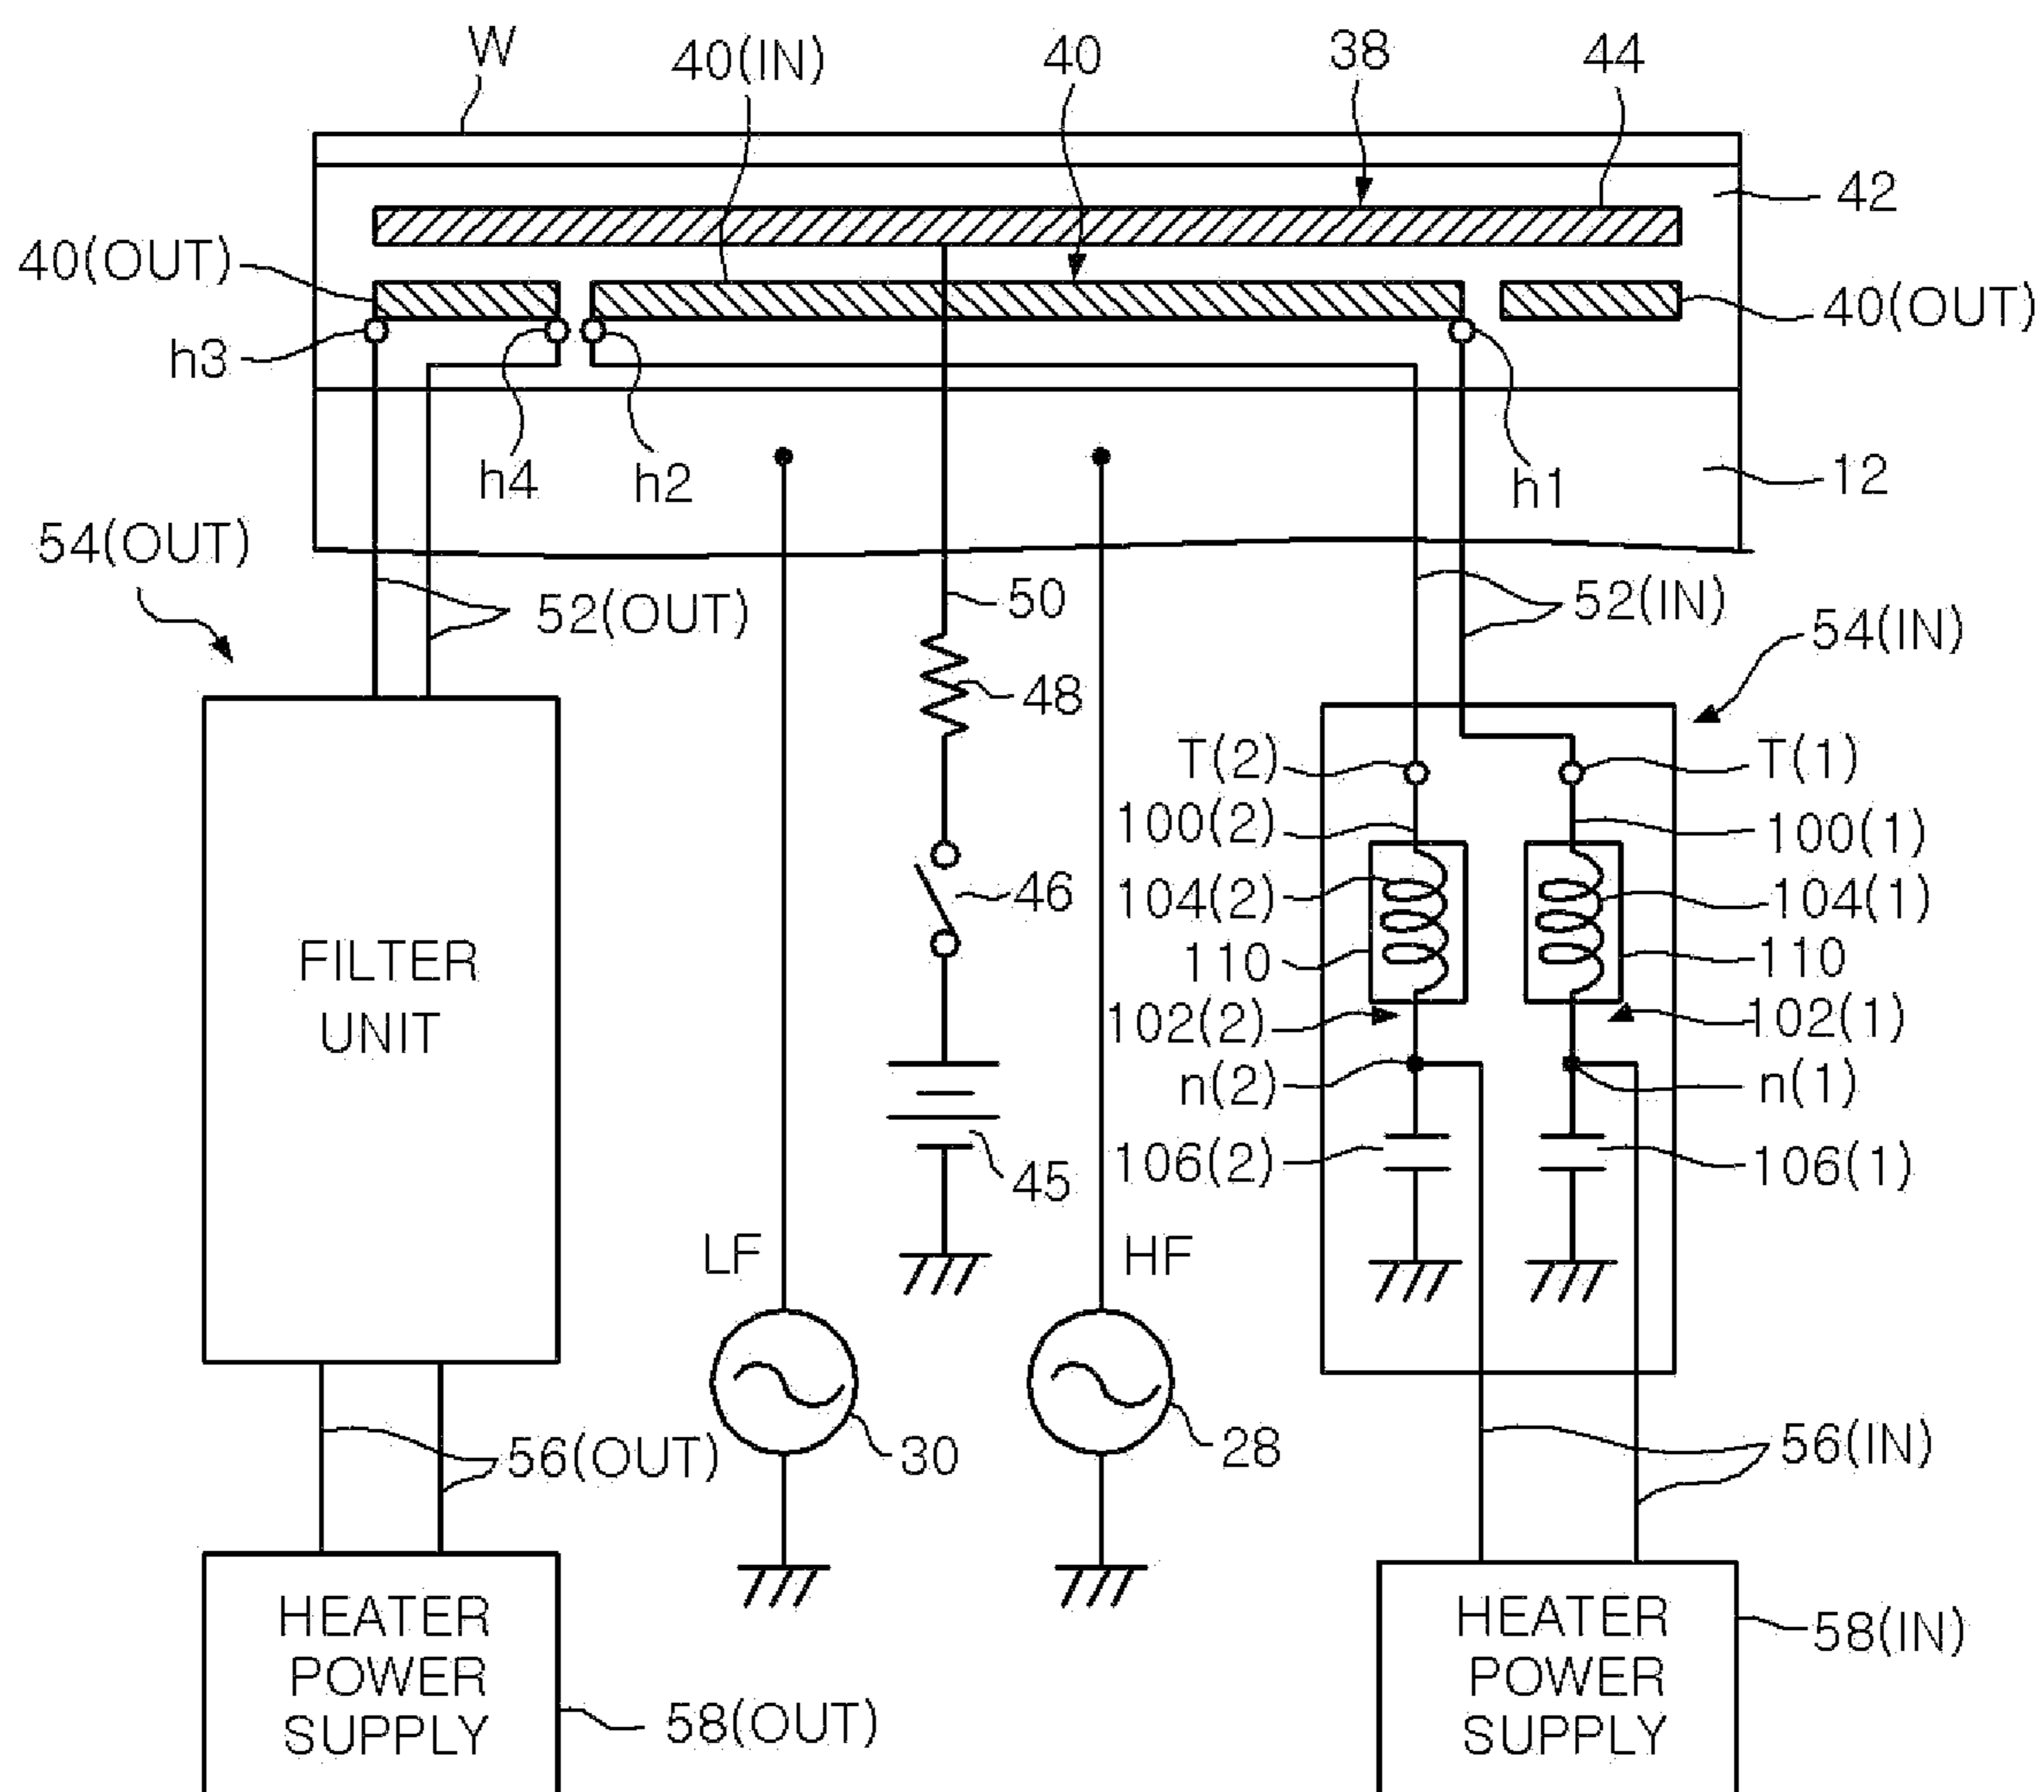 W
40(IN)
40
38
44
42
40(OUT)
40(OUT)
h3
h4
h2
h1
12
54(OUT)
52(OUT)
50
52(IN)
54(IN)
48
T(2)
T(1)
100(2)
100(1)
46
104(2)
104(1)
FILTER
UNIT
110
110
102(2)
102(1)
n(2)
n(1)
45
106(2)
106(1)
LF
HF
56(OUT)
30
28
56(IN)
HEATER
POWER
SUPPLY
58(OUT)
HEATER
POWER
SUPPLY
58(IN)